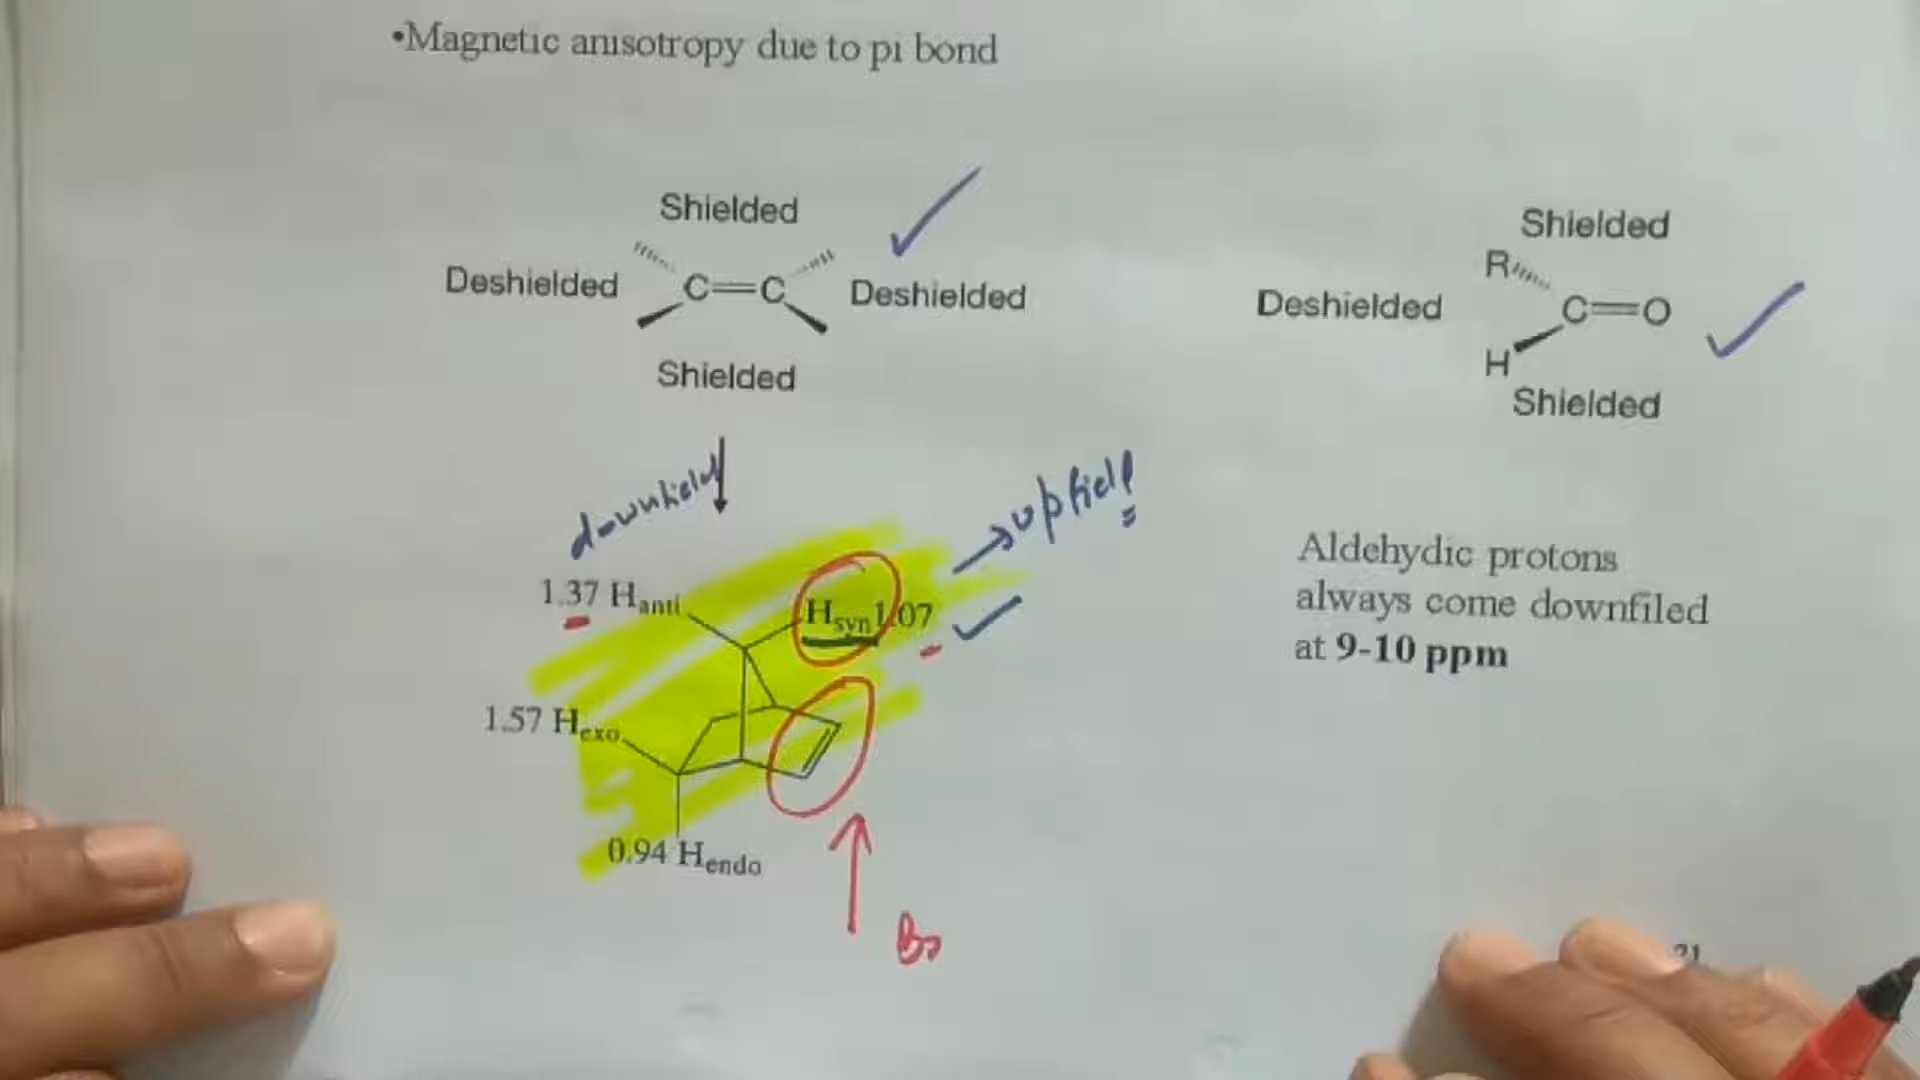 •Magnetic anisotropy due to pi bond
Shielded
Deshielded C=C Deshielded
Shielded
Shielded
R
Deshielded C=O
H
Shielded
downfield
→ upfield
1.37 Hanti
Hsyn 1.07
1.57 Hexo
0.94 Hendo
Aldehydic protons
always come downfiled
at 9-10 ppm
21